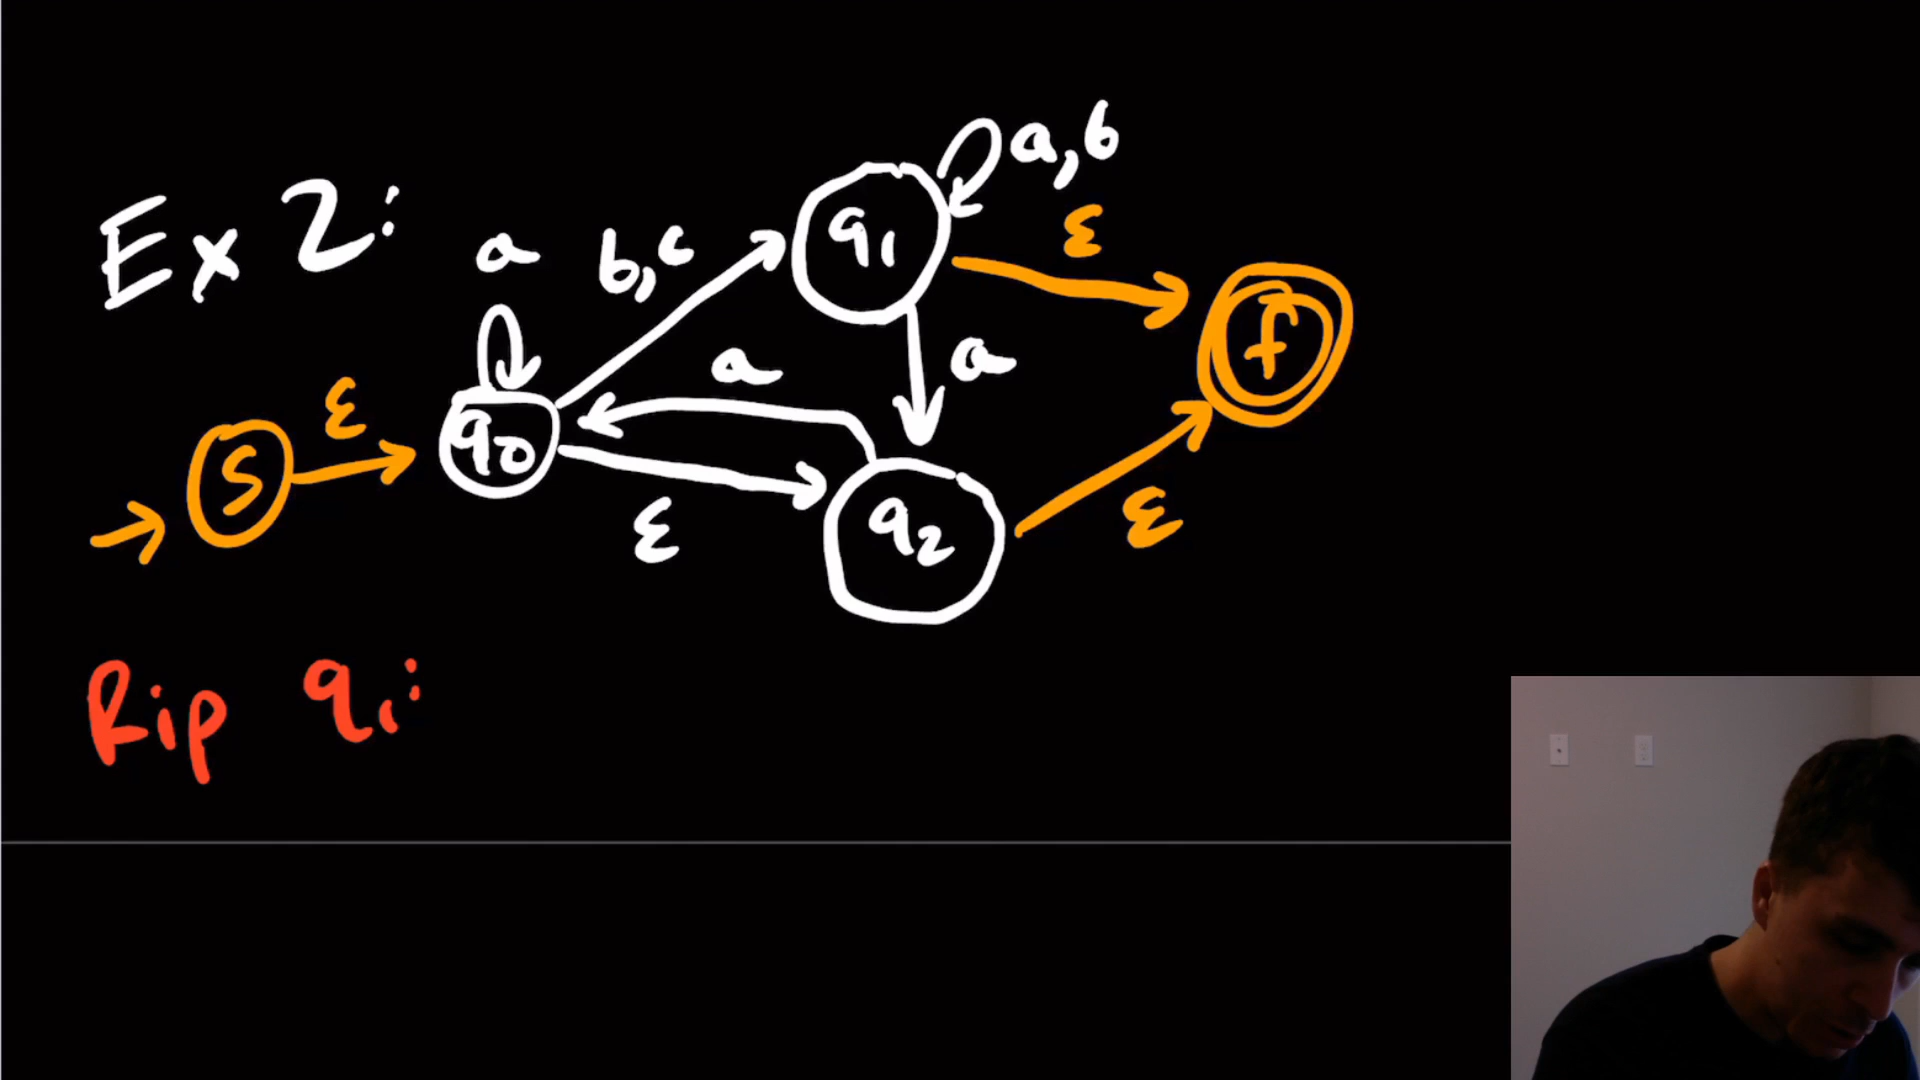 Ex 2:
a
b,c
q1
a,b
ε
f
a
a
ε
S
q0
ε
q2
ε
Rip q1: